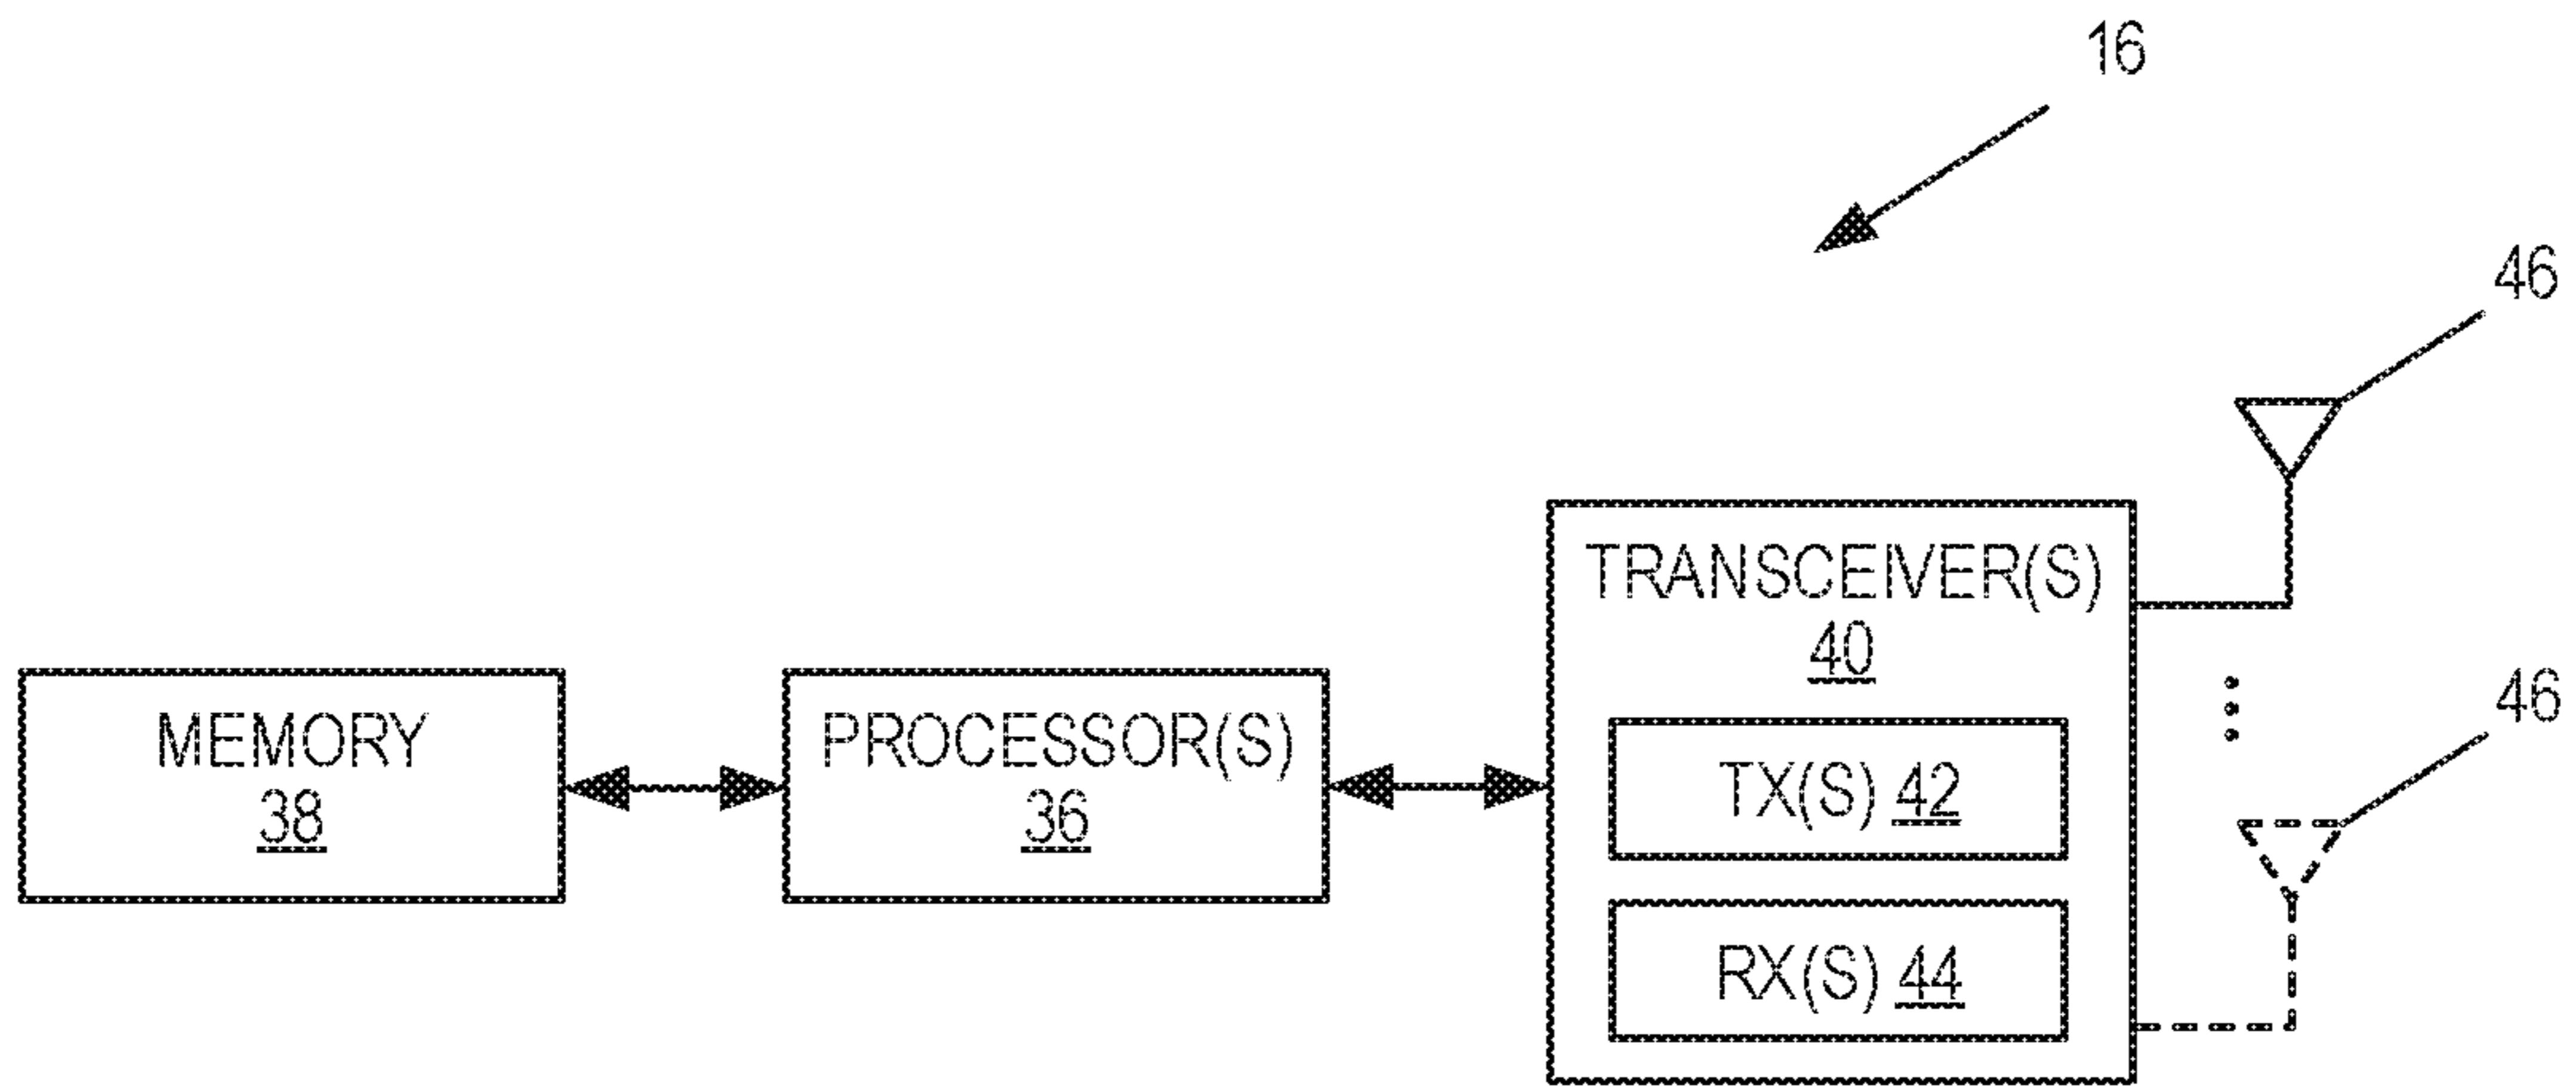 16
46
TRANSCEIVER(S)
40
46
MEMORY
38
PROCESSOR(S)
36
TX(S) 42
RX(S) 44